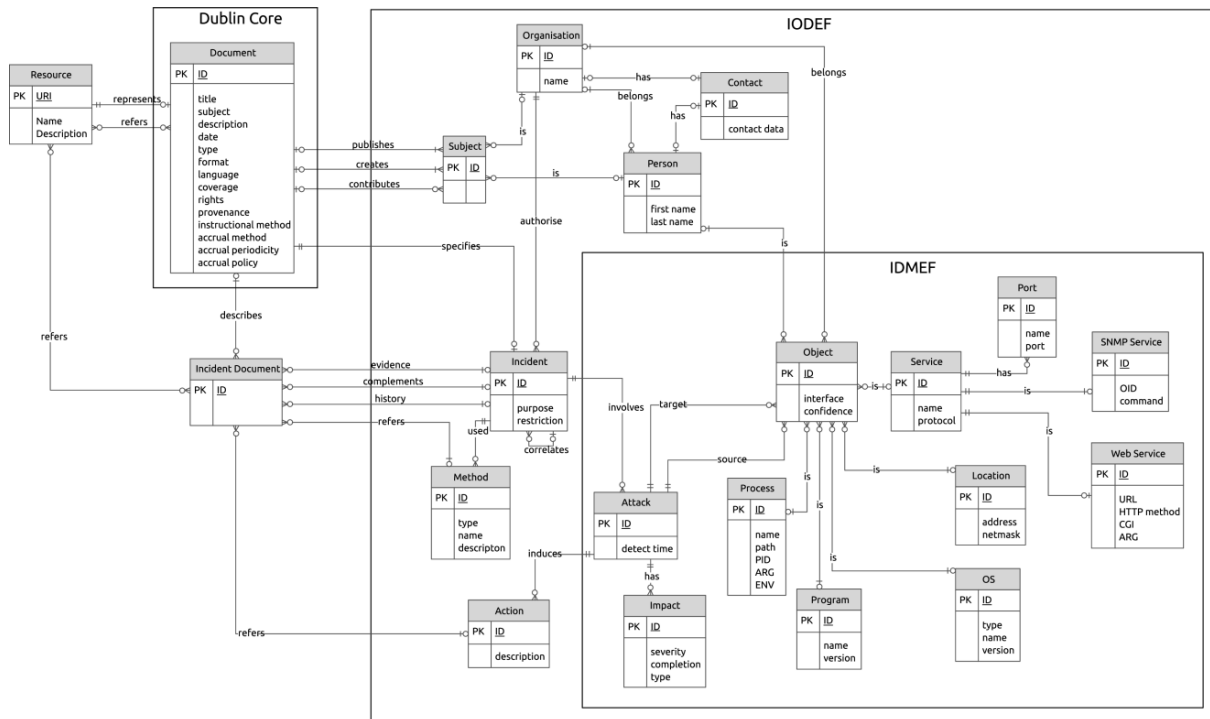 Dublin Core
IODEF
Document
PK ID
title
subject
description
date
type
format
language
coverage
rights
provenance
instructional method
accrual method
accrual periodicity
accrual policy
Resource
PK URI
Name
Description
represents
refers
refers
describes
publishes
creates
contributes
specifies
Organisation
PK ID
name
has
belongs
belongs
Contact
PK ID
contact data
has
is
Subject
PK ID
is
Person
PK ID
first name
last name
authorise
is
IDMEF
Incident Document
PK ID
evidence
complements
history
refers
Incident
PK ID
purpose
restriction
used
correlates
involves
Method
PK ID
type
name
descripton
target
source
Attack
PK ID
detect time
induces
has
Action
PK ID
description
refers
Impact
PK ID
severity
completion
type
Object
PK ID
interface
confidence
is
Service
PK ID
name
protocol
has
is
is
Port
PK ID
name
port
SNMP Service
PK ID
OID
command
Web Service
PK ID
URL
HTTP method
CGI
ARG
Process
PK ID
name
path
PID
ARG
ENV
is
is
is
is
Location
PK ID
address
netmask
Program
PK ID
name
version
OS
PK ID
type
name
version